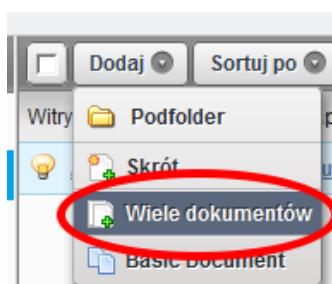 Dodaj Sortuj po
Witry
Podfolder
Skrót
Wiele dokumentów
Basic Document